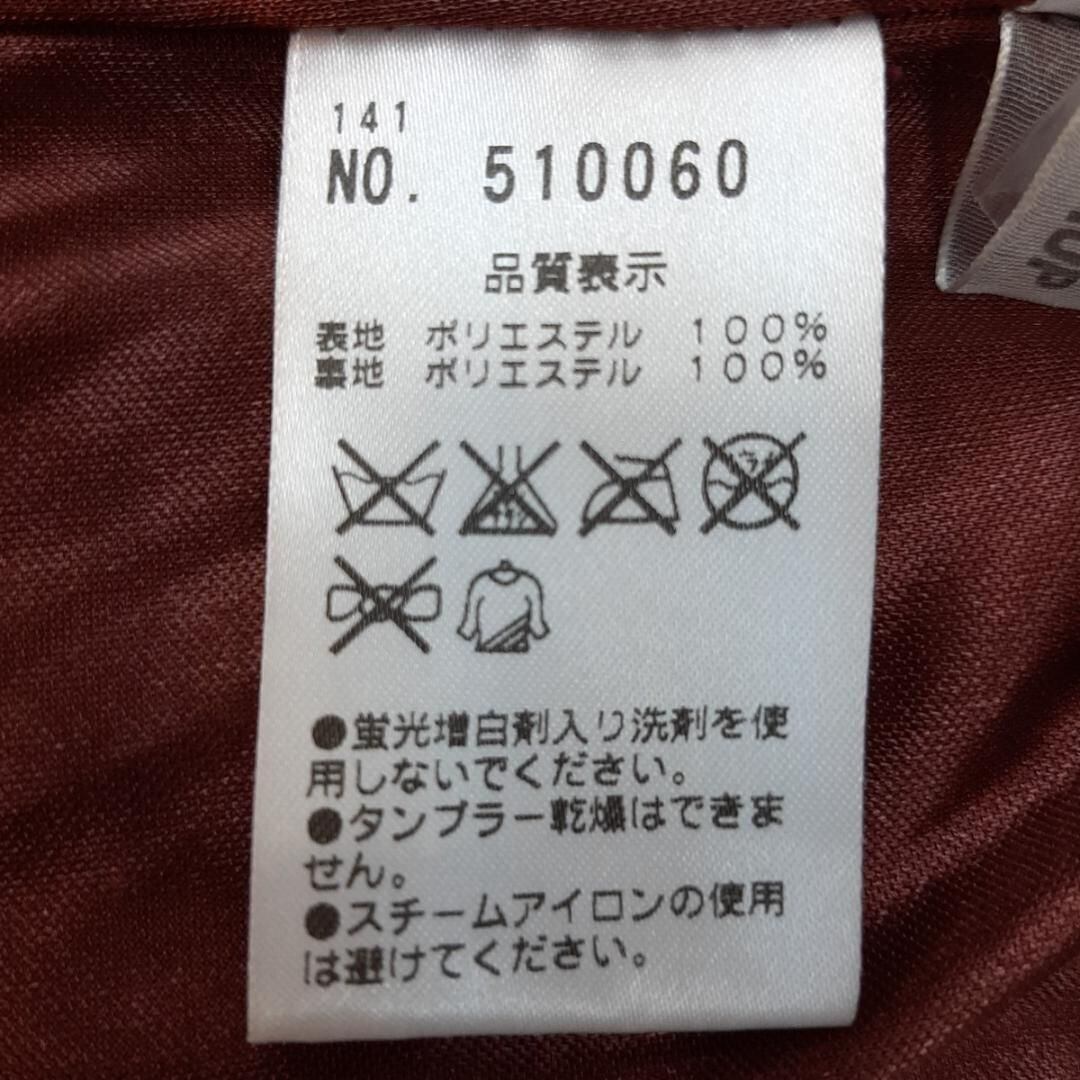 141
NO. 510060
品質表示
表地 ポリエステル 100%
裏地 ポリエステル 100%
●蛍光増白剤入り洗剤を使
用しないでください。
●タンブラー乾燥はできま
せん。
●スチームアイロンの使用
は避けてください。